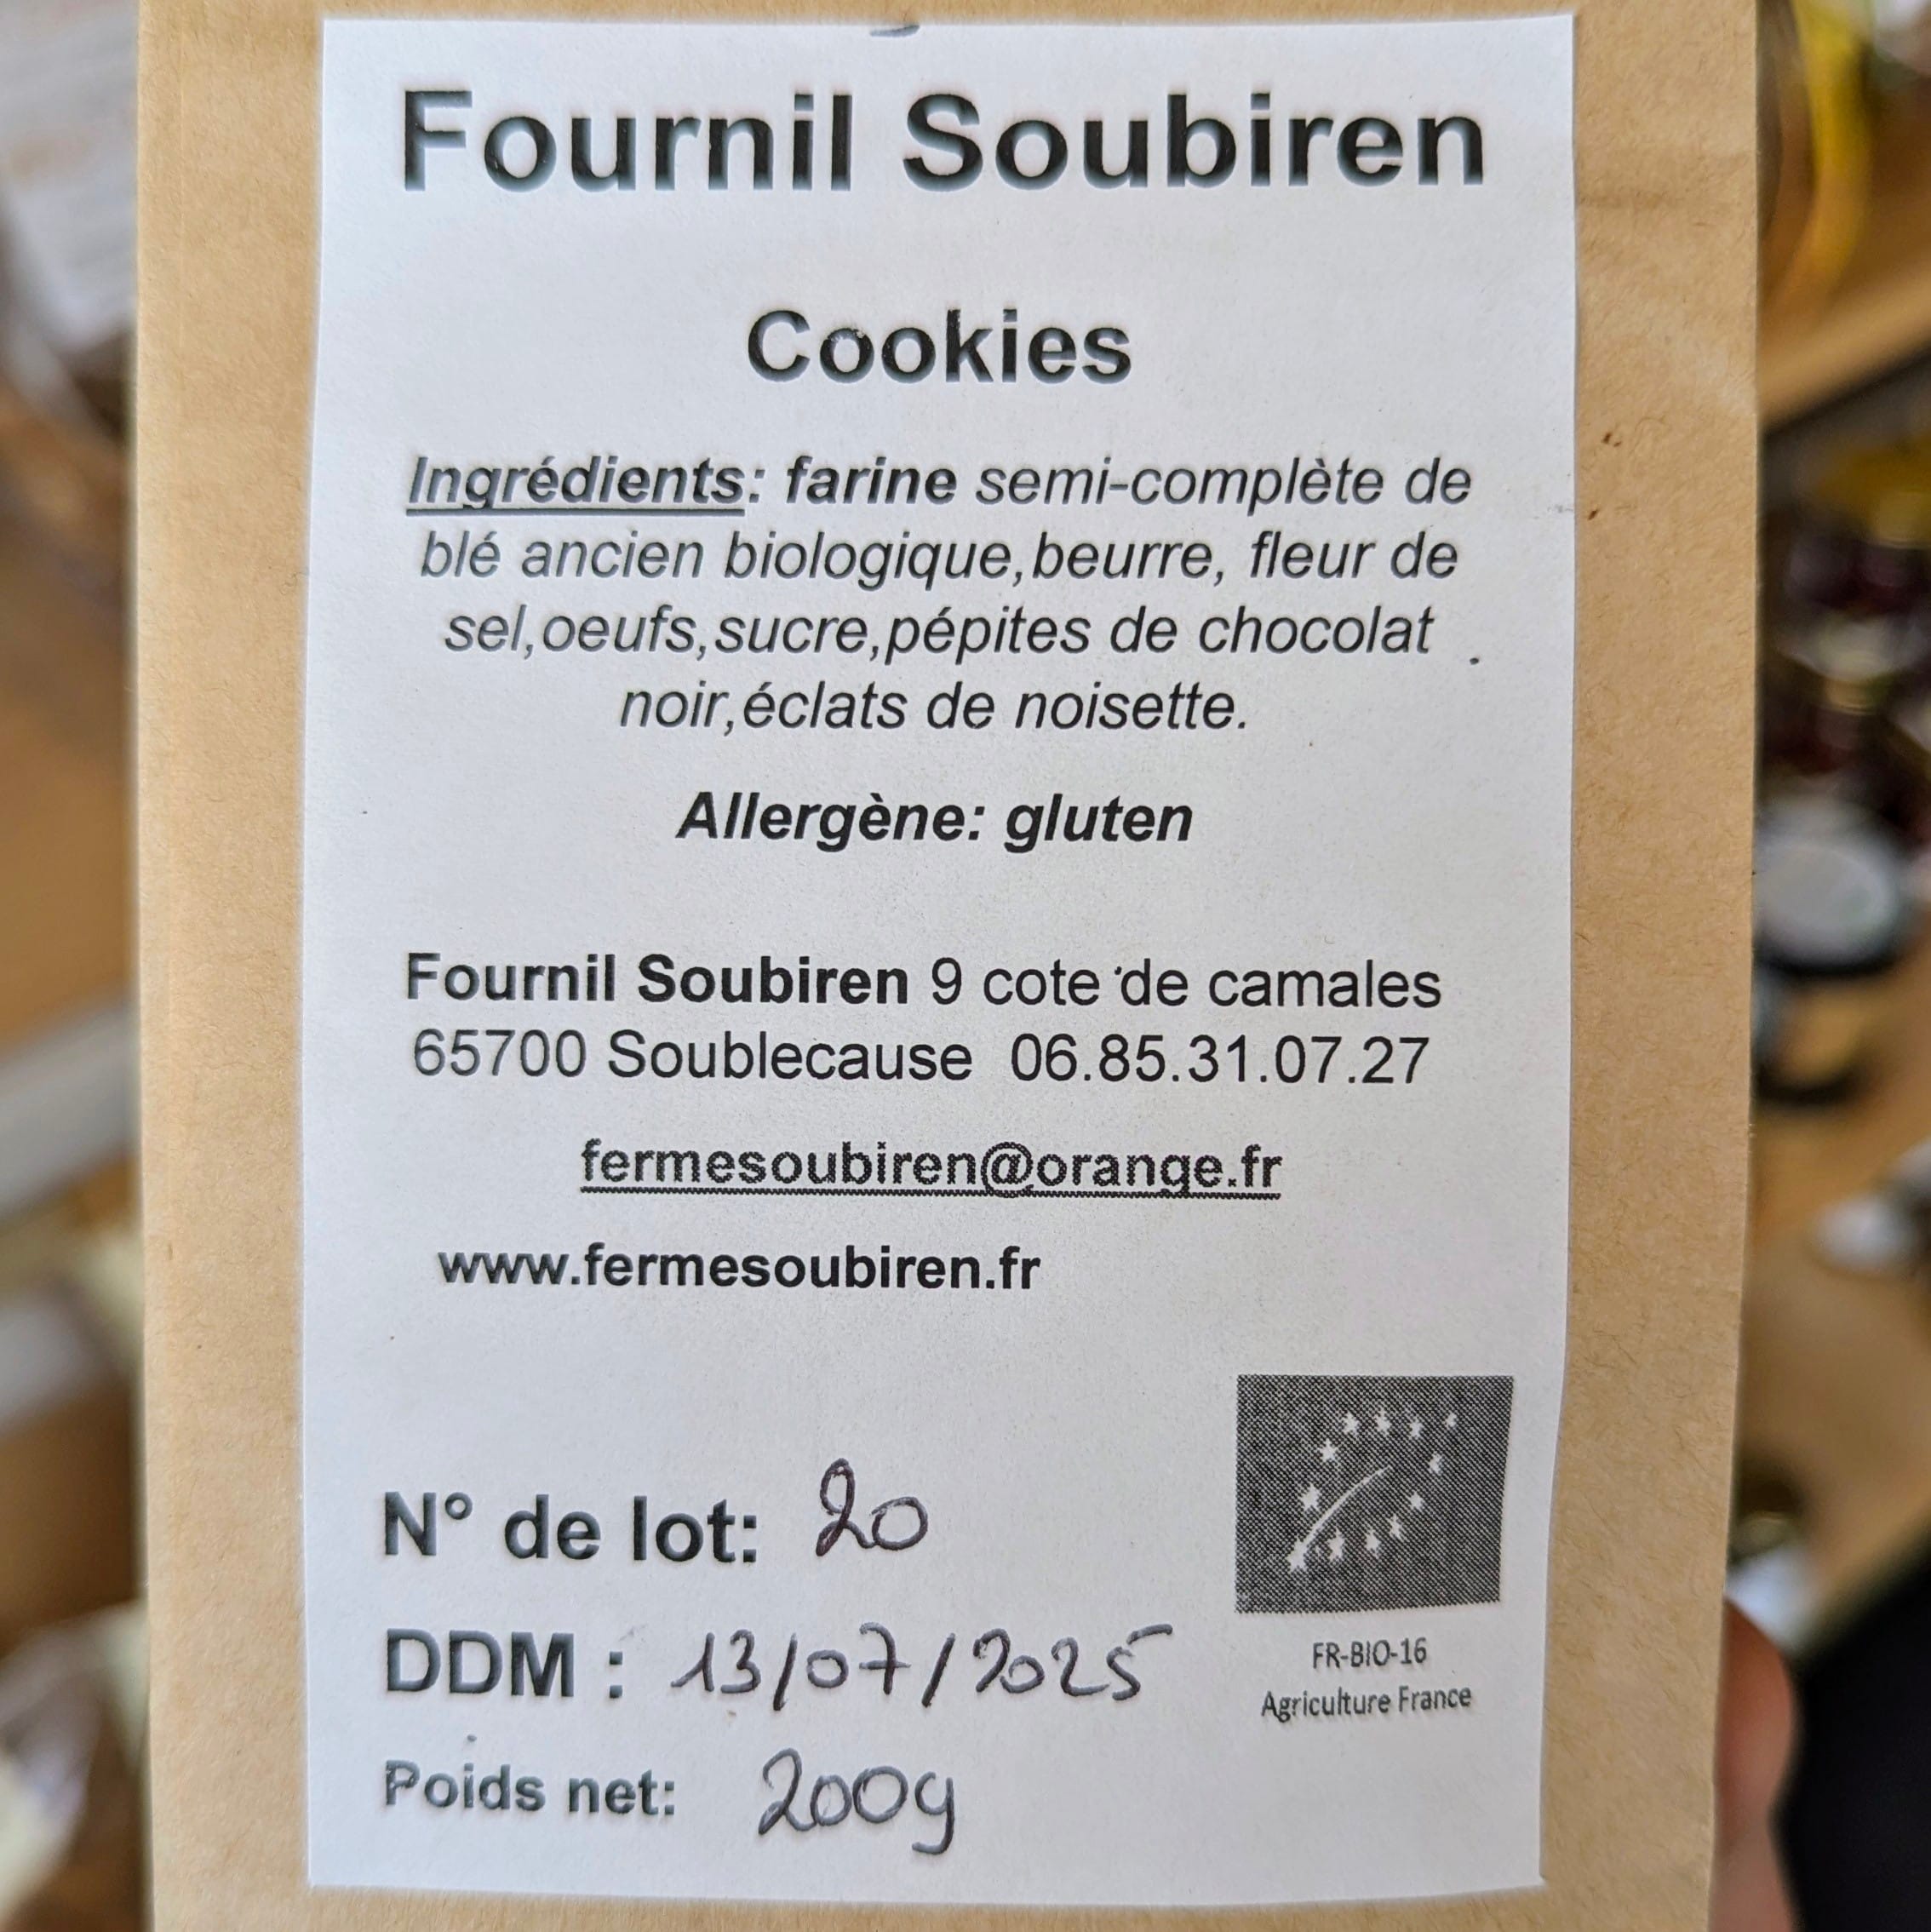 Fournil Soubiren
Cookies
Ingrédients: farine semi-complète de
blé ancien biologique,beurre, fleur de
sel,oeufs,sucre,pépites de chocolat
noir,éclats de noisette.
Allergène: gluten
Fournil Soubiren 9 cote de camales
65700 Soublecause 06.85.31.07.27
fermesoubiren@orange.fr
www.fermesoubiren.fr
N° de lot: 20
DDM : 13/07/2025
Poids net: 200g
FR-BIO-16
Agriculture France